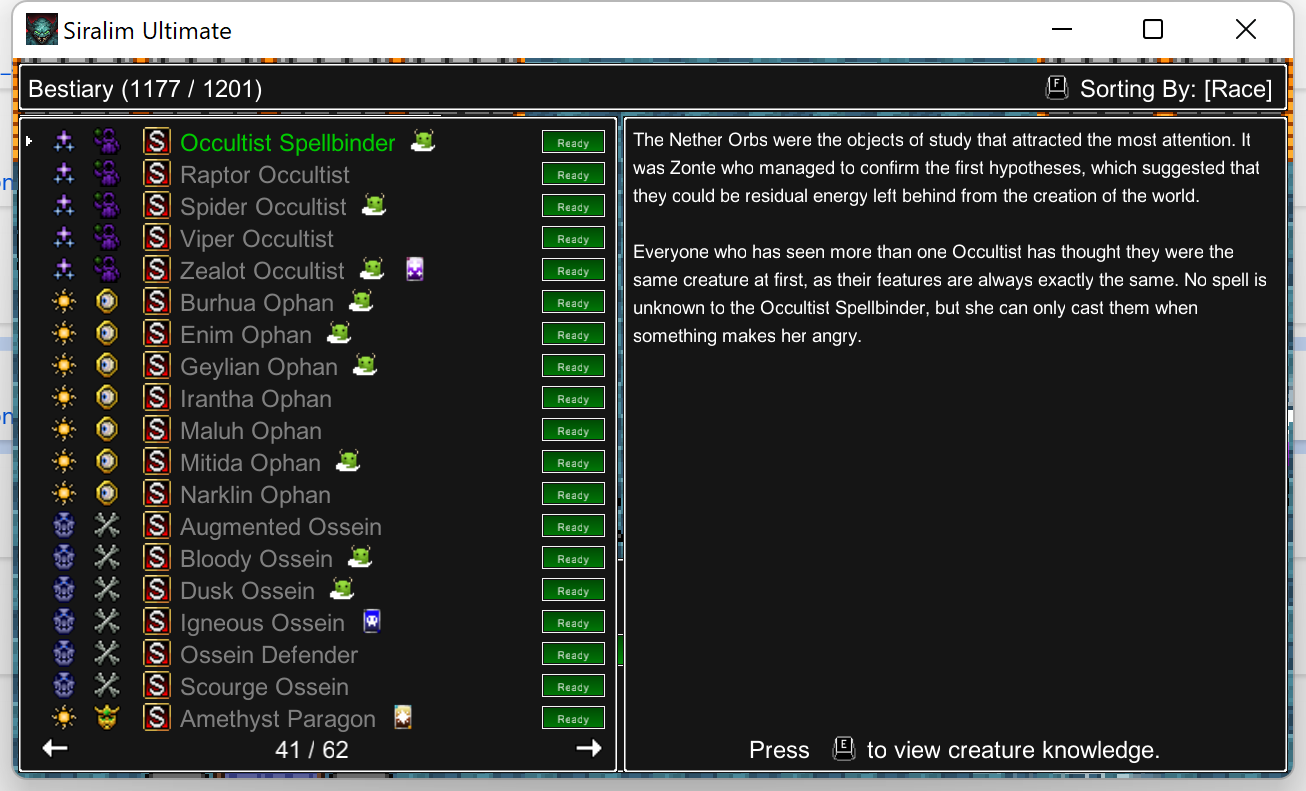 Siralim Ultimate
Bestiary (1177 / 1201)
F Sorting By: [Race]
S Occultist Spellbinder Ready
S Raptor Occultist Ready
S Spider Occultist Ready
S Viper Occultist Ready
S Zealot Occultist Ready
S Burhua Ophan Ready
S Enim Ophan Ready
S Geylian Ophan Ready
S Irantha Ophan Ready
S Maluh Ophan Ready
S Mitida Ophan Ready
S Narklin Ophan Ready
S Augmented Ossein Ready
S Bloody Ossein Ready
S Dusk Ossein Ready
S Igneous Ossein Ready
S Ossein Defender Ready
S Scourge Ossein Ready
S Amethyst Paragon Ready
41 / 62
The Nether Orbs were the objects of study that attracted the most attention. It
was Zonte who managed to confirm the first hypotheses, which suggested that
they could be residual energy left behind from the creation of the world.
Everyone who has seen more than one Occultist has thought they were the
same creature at first, as their features are always exactly the same. No spell is
unknown to the Occultist Spellbinder, but she can only cast them when
something makes her angry.
Press E to view creature knowledge.